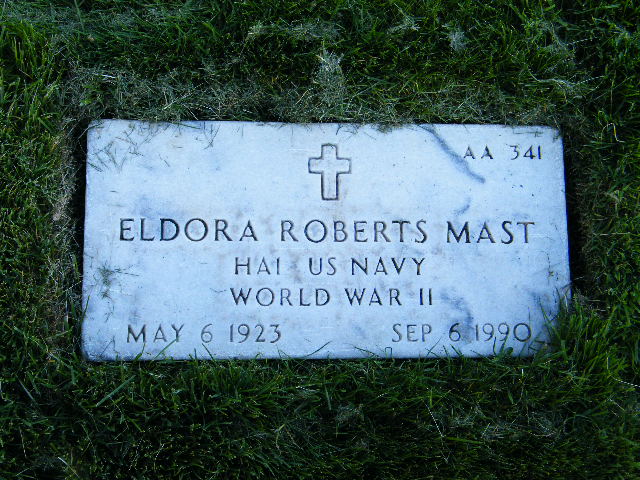 AA 341
ELDORA ROBERTS MAST
HA1 US NAVY
WORLD WAR II
MAY 6 1923 SEP 6 1990